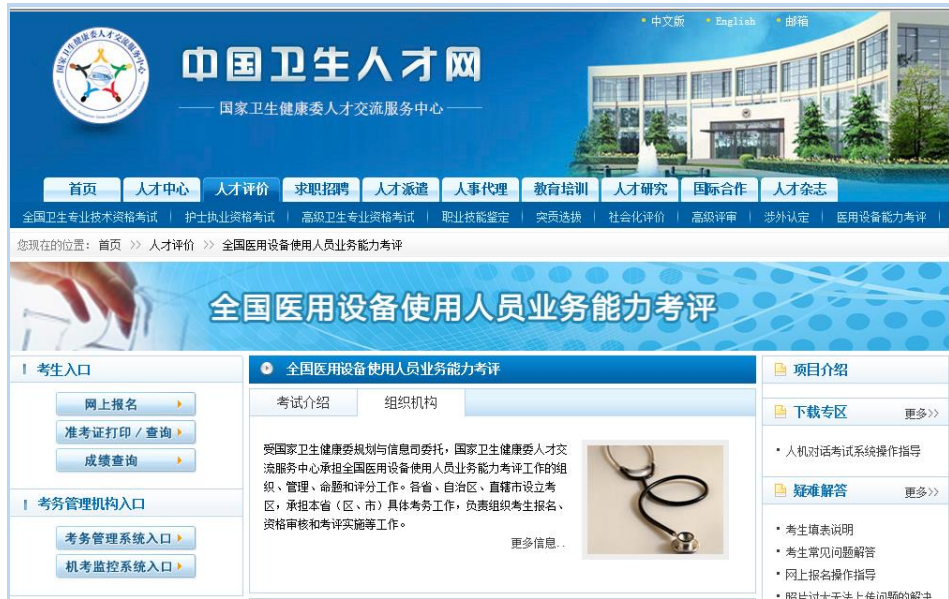 中文版
English
邮箱
中国卫生人才网
国家卫生健康委人才交流服务中心
首页
人才中心
人才评价
求职招聘
人才派遣
人事代理
教育培训
人才研究
国际合作
人才杂志
全国卫生专业技术资格考试 | 护士执业资格考试 | 高级卫生专业资格考试 | 职业技能鉴定 | 突贡选拔 | 社会化评价 | 高级评审 | 涉外认定 | 医用设备能力考评
您现在的位置：首页 >> 人才评价 >> 全国医用设备使用人员业务能力考评
全国医用设备使用人员业务能力考评
考生入口
网上报名
准考证打印 / 查询
成绩查询
考务管理机构入口
考务管理系统入口
机考监控系统入口
全国医用设备使用人员业务能力考评
考试介绍
组织机构
受国家卫生健康委规划与信息司委托，国家卫生健康委人才交
流服务中心承担全国医用设备使用人员业务能力考评工作的组
织、管理、命题和评分工作。各省、自治区、直辖市设立考
区，承担本省（区、市）具体考务工作，负责组织考生报名、
资格审核和考评实施等工作。
更多信息..
项目介绍
下载专区
更多>>
人机对话考试系统操作指导
疑难解答
更多>>
考生填表说明
考生常见问题解答
网上报名操作指导
照片过大无法上传问题的解决